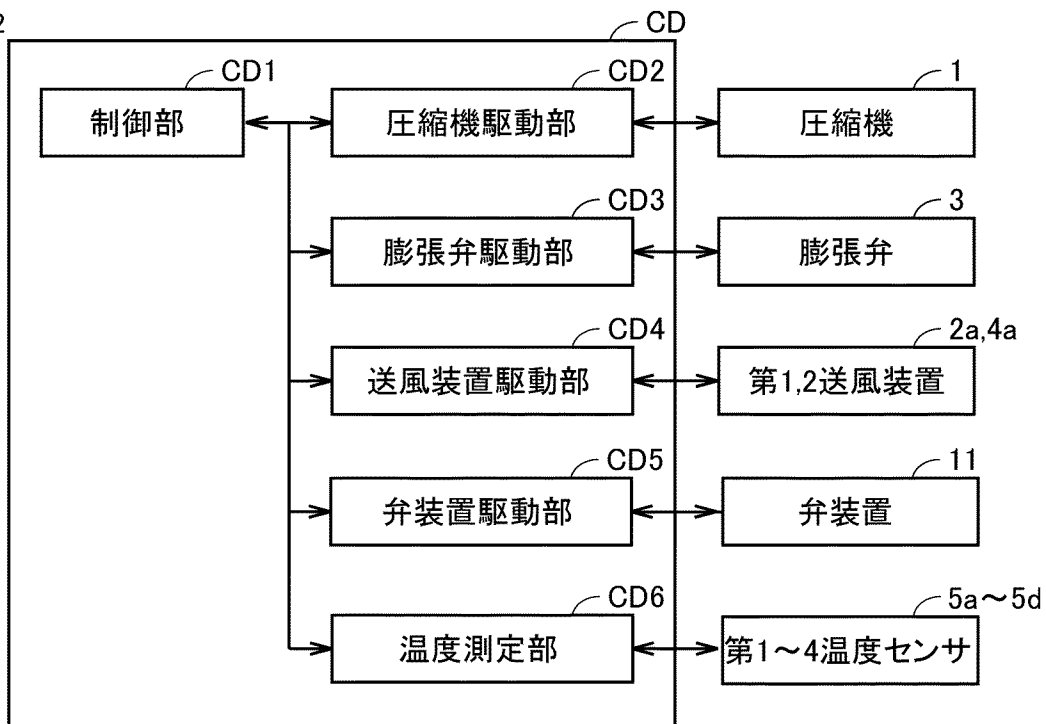 2
CD
CD1
CD2
1
制御部
圧縮機駆動部
圧縮機
CD3
3
膨張弁駆動部
膨張弁
CD4
2a,4a
送風装置駆動部
第1,2送風装置
CD5
11
弁装置駆動部
弁装置
CD6
5a～5d
温度測定部
第1～4温度センサ